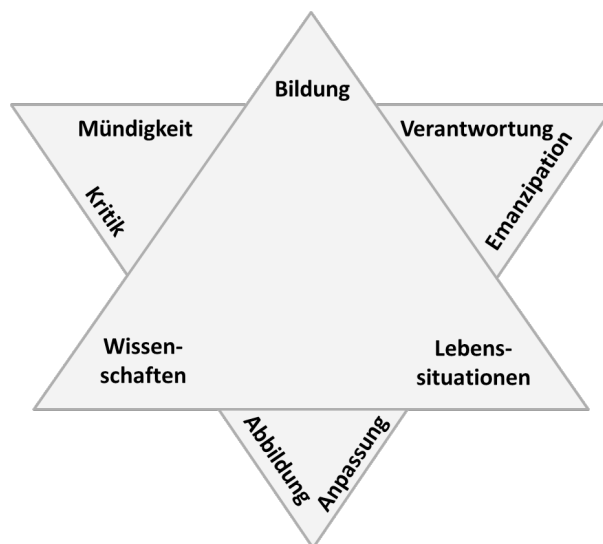 Bildung
Mündigkeit
Verantwortung
Kritik
Emanzipation
Wissen-
schaften
Lebens-
situationen
Abbildung
Anpassung